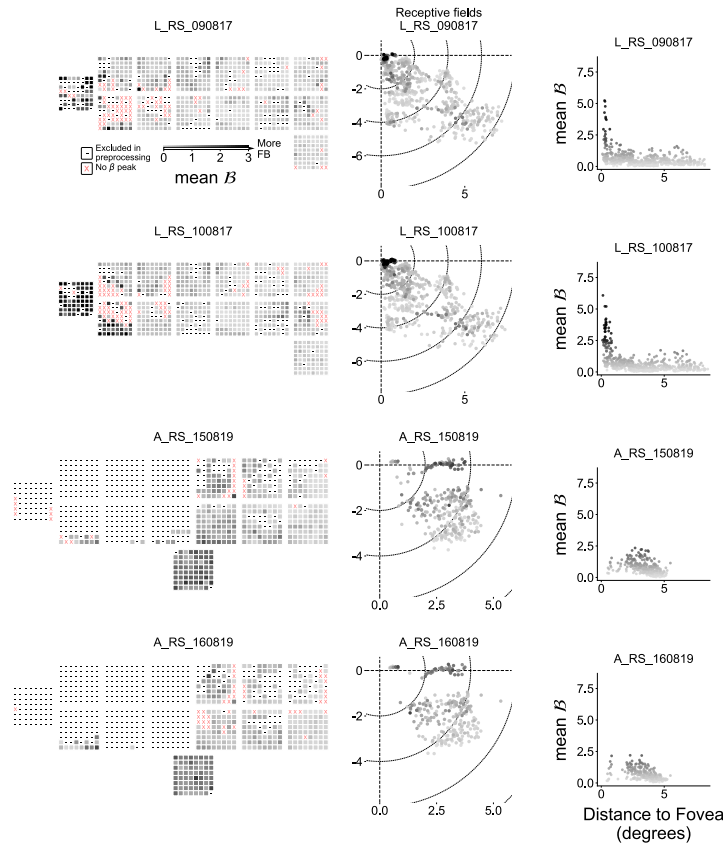 Receptive fields
L_RS_090817
L_RS_090817
L_RS_090817
0
-2
-4
-6
0
5
7.5
5.0
2.5
0.0
0
5
mean B
- Excluded in
preprocessing
X No β peak
0 1 2 3
More
FB
mean B
L_RS_100817
L_RS_100817
L_RS_100817
0
-2
-4
-6
0
5
7.5
5.0
2.5
0.0
0
5
mean B
A_RS_150819
A_RS_150819
A_RS_150819
0
-2
-4
0.0
2.5
5.0
7.5
5.0
2.5
0.0
0
5
mean B
A_RS_160819
A_RS_160819
A_RS_160819
0
-2
-4
0.0
2.5
5.0
7.5
5.0
2.5
0.0
0
5
mean B
Distance to Fovea
(degrees)